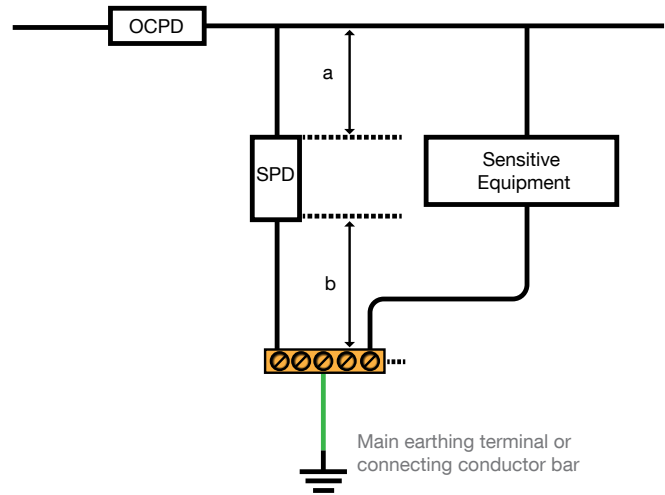 OCPD
a
SPD
Sensitive
Equipment
b
Main earthing terminal or
connecting conductor bar